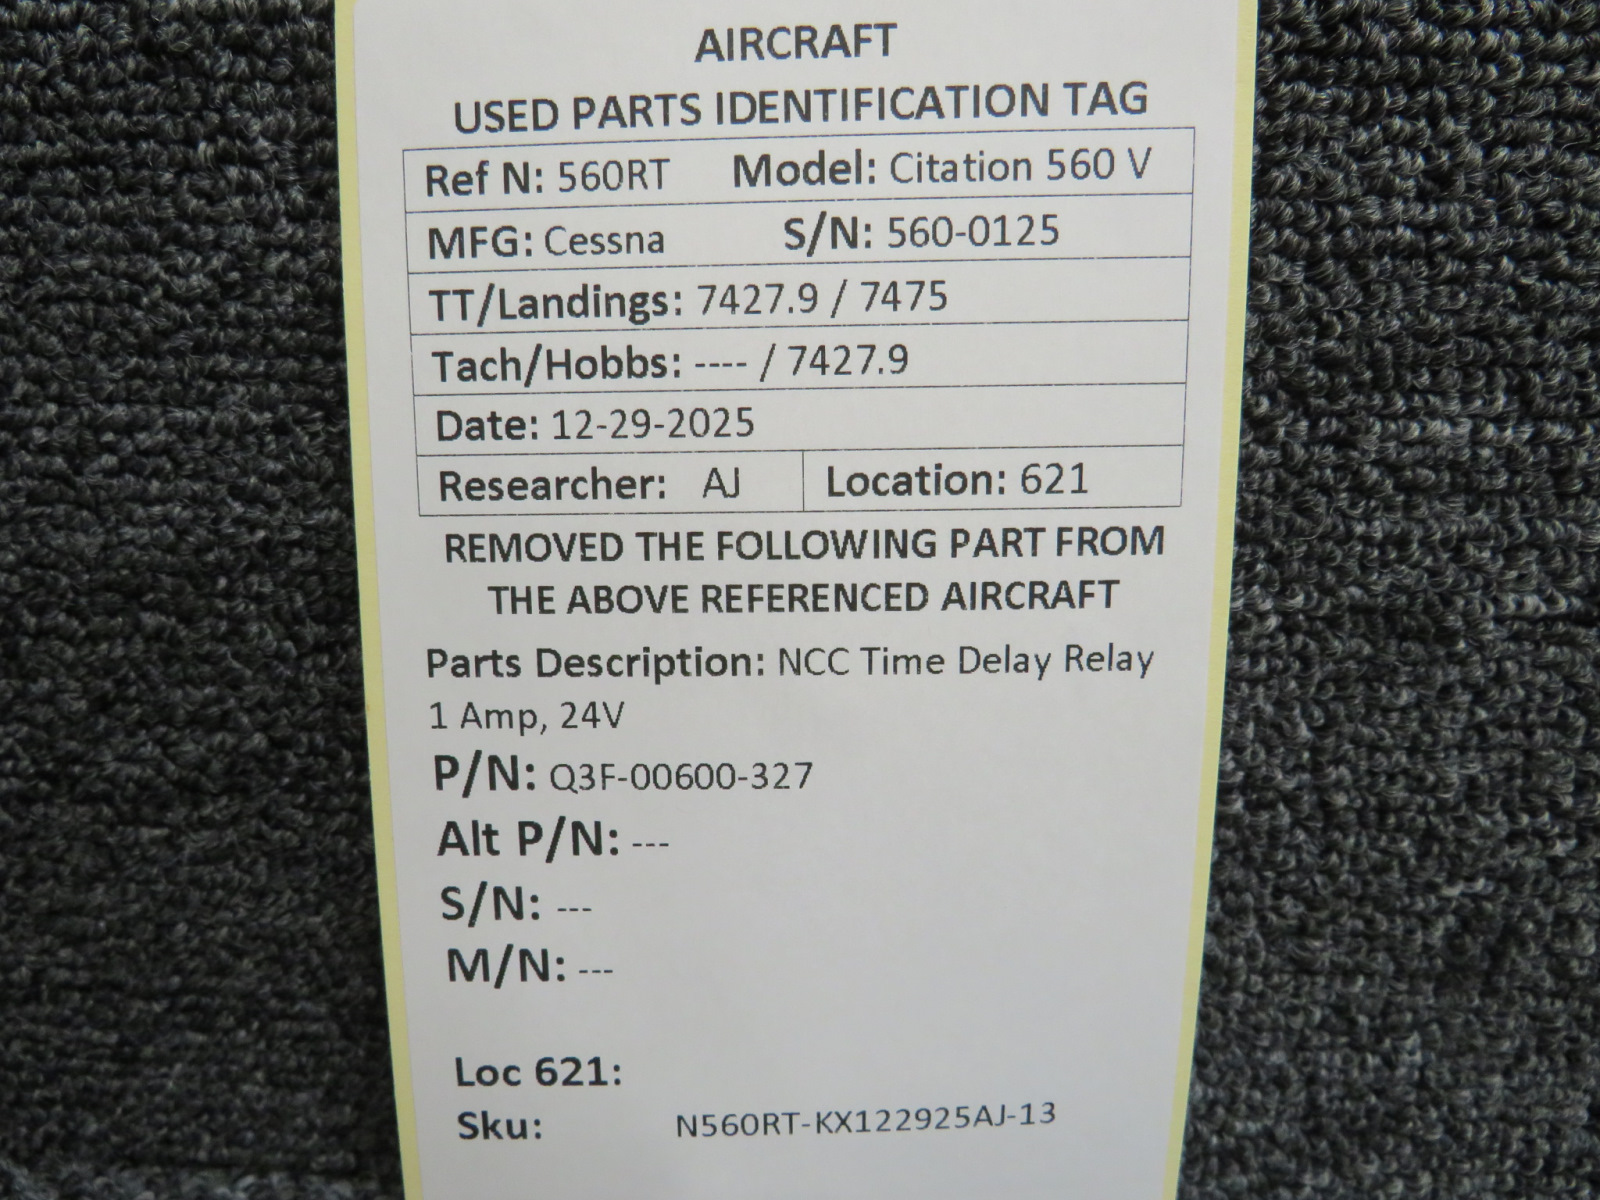 AIRCRAFT
USED PARTS IDENTIFICATION TAG
Ref N: 560RT Model: Citation 560 V
MFG: Cessna S/N: 560-0125
TT/Landings: 7427.9 / 7475
Tach/Hobbs: ---- / 7427.9
Date: 12-29-2025
Researcher: AJ Location: 621
REMOVED THE FOLLOWING PART FROM
THE ABOVE REFERENCED AIRCRAFT
Parts Description: NCC Time Delay Relay
1 Amp, 24V
P/N: Q3F-00600-327
Alt P/N: ---
S/N: ---
M/N: ---
Loc 621:
Sku: N560RT-KX122925AJ-13